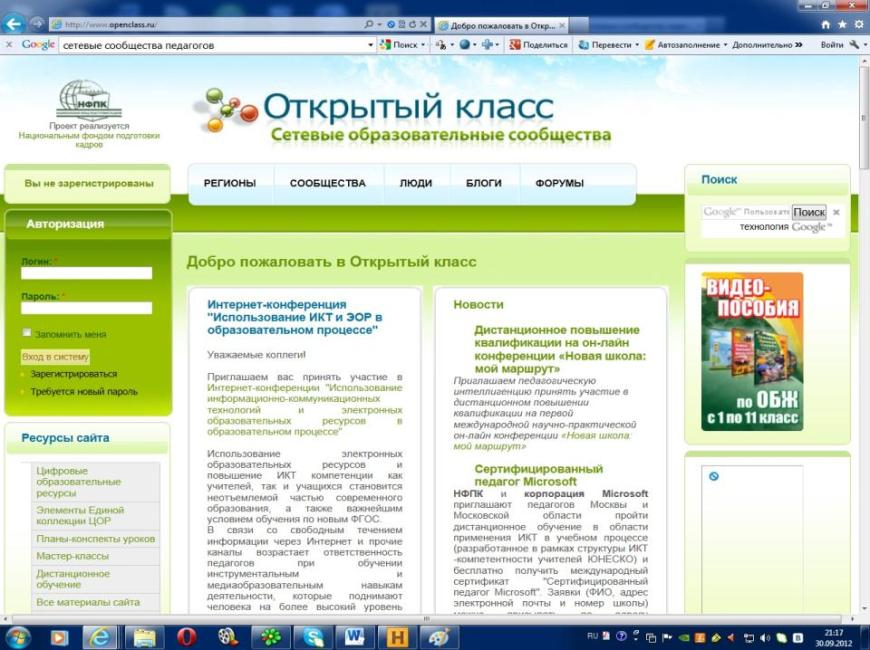 http://www.openclass.ru/
Добро пожаловать в Откр...
Google
сетевые сообщества педагогов
Поиск
Поделиться
Перевести
Автозаполнение
Дополнительно »
Войти
НФПК
Проект реализуется
Национальным фондом подготовки
кадров
Открытый класс
Сетевые образовательные сообщества
Вы не зарегистрированы
РЕГИОНЫ
СООБЩЕСТВА
ЛЮДИ
БЛОГИ
ФОРУМЫ
Поиск
Google™ Пользовате
Поиск
технология Google™
Авторизация
Логин: *
Пароль: *
Запомнить меня
Вход в систему
Зарегистрироваться
Требуется новый пароль
Ресурсы сайта
Цифровые
образовательные
ресурсы
Элементы Единой
коллекции ЦОР
Планы-конспекты уроков
Мастер-классы
Дистанционное
обучение
Все материалы сайта
Добро пожаловать в Открытый класс
Интернет-конференция
"Использование ИКТ и ЭОР в
образовательном процессе"
Уважаемые коллеги!
Приглашаем вас принять участие в
Интернет-конференции "Использование
информационно-коммуникационных
технологий и электронных
образовательных ресурсов в
образовательном процессе"
Использование электронных
образовательных ресурсов и
повышение ИКТ компетенции как
учителя, так и учащихся становится
неотъемлемой частью современного
образования, а также важнейшим
условием обучения по новым ФГОС.
В связи со свободным течением
информации через Интернет и прочие
каналы возрастает ответственность
педагогов при обучении
инструментальным и
медиаобразовательным навыкам
деятельности, которые поднимают
человека на более высокий уровень
Новости
Дистанционное повышение
квалификации на он-лайн
конференции «Новая школа:
мой маршрут»
Приглашаем педагогическую
интеллигенцию принять участие в
дистанционном повышении
квалификации на первой
международной научно-практической
он-лайн конференции «Новая школа:
мой маршрут»
Сертифицированный
педагог Microsoft
НФПК и корпорация Microsoft
приглашают педагогов Москвы и
Московской области пройти
дистанционное обучение в области
применения ИКТ в учебном процессе
(разработанное в рамках структуры ИКТ
-компетентности учителей ЮНЕСКО) и
бесплатно получить международный
сертификат "Сертифицированный
педагог Microsoft". Заявки (ФИО, адрес
электронной почты и номер школы)
ВИДЕО-
ПОСОБИЯ
по ОБЖ
с 1 по 11 класс
RU
21:17
30.09.2012